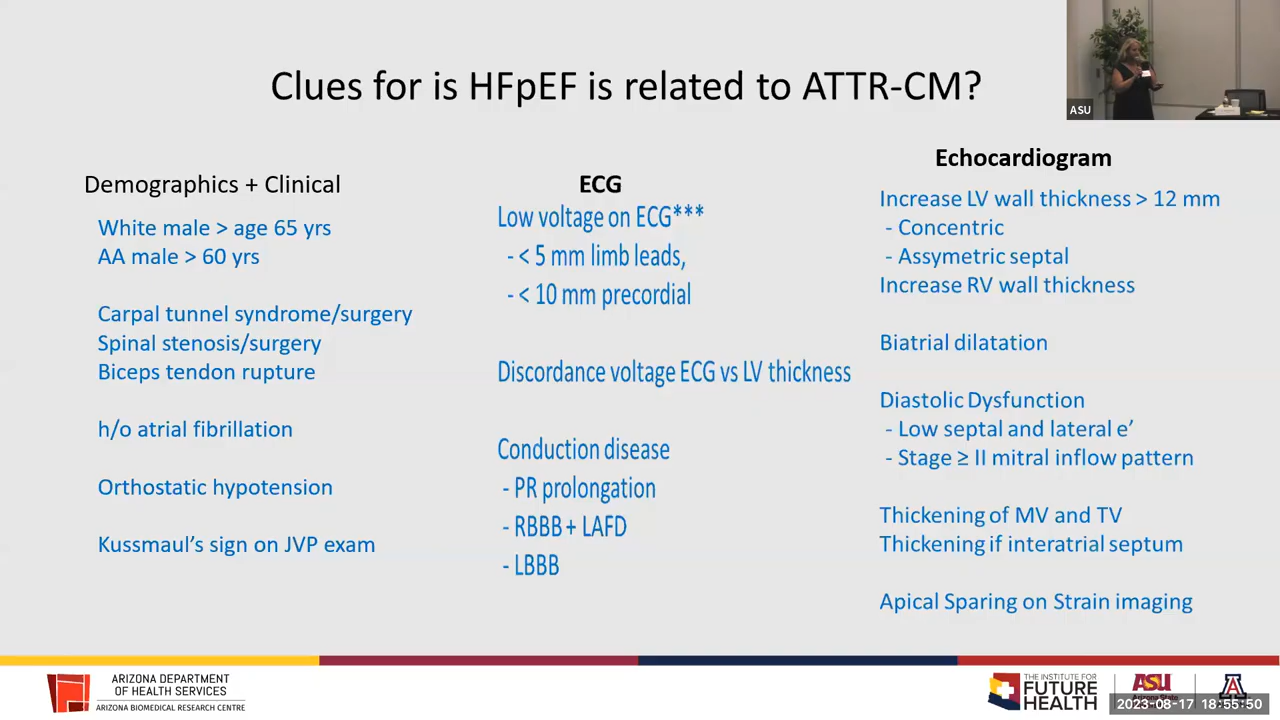 Clues for is HFpEF is related to ATTR-CM?
ASU
Demographics + Clinical
White male > age 65 yrs
AA male > 60 yrs
Carpal tunnel syndrome/surgery
Spinal stenosis/surgery
Biceps tendon rupture
h/o atrial fibrillation
Orthostatic hypotension
Kussmaul's sign on JVP exam
ECG
Low voltage on ECG***
- < 5 mm limb leads,
- < 10 mm precordial
Discordance voltage ECG vs LV thickness
Conduction disease
- PR prolongation
- RBBB + LAFD
- LBBB
Echocardiogram
Increase LV wall thickness > 12 mm
- Concentric
- Assymetric septal
Increase RV wall thickness
Biatrial dilatation
Diastolic Dysfunction
- Low septal and lateral e’
- Stage ≥ II mitral inflow pattern
Thickening of MV and TV
Thickening if interatrial septum
Apical Sparing on Strain imaging
ARIZONA DEPARTMENT
OF HEALTH SERVICES
ARIZONA BIOMEDICAL RESEARCH CENTRE
THE INSTITUTE FOR
FUTURE
HEALTH
ASU
Arizona State
A
2023-08-17 18:55:50